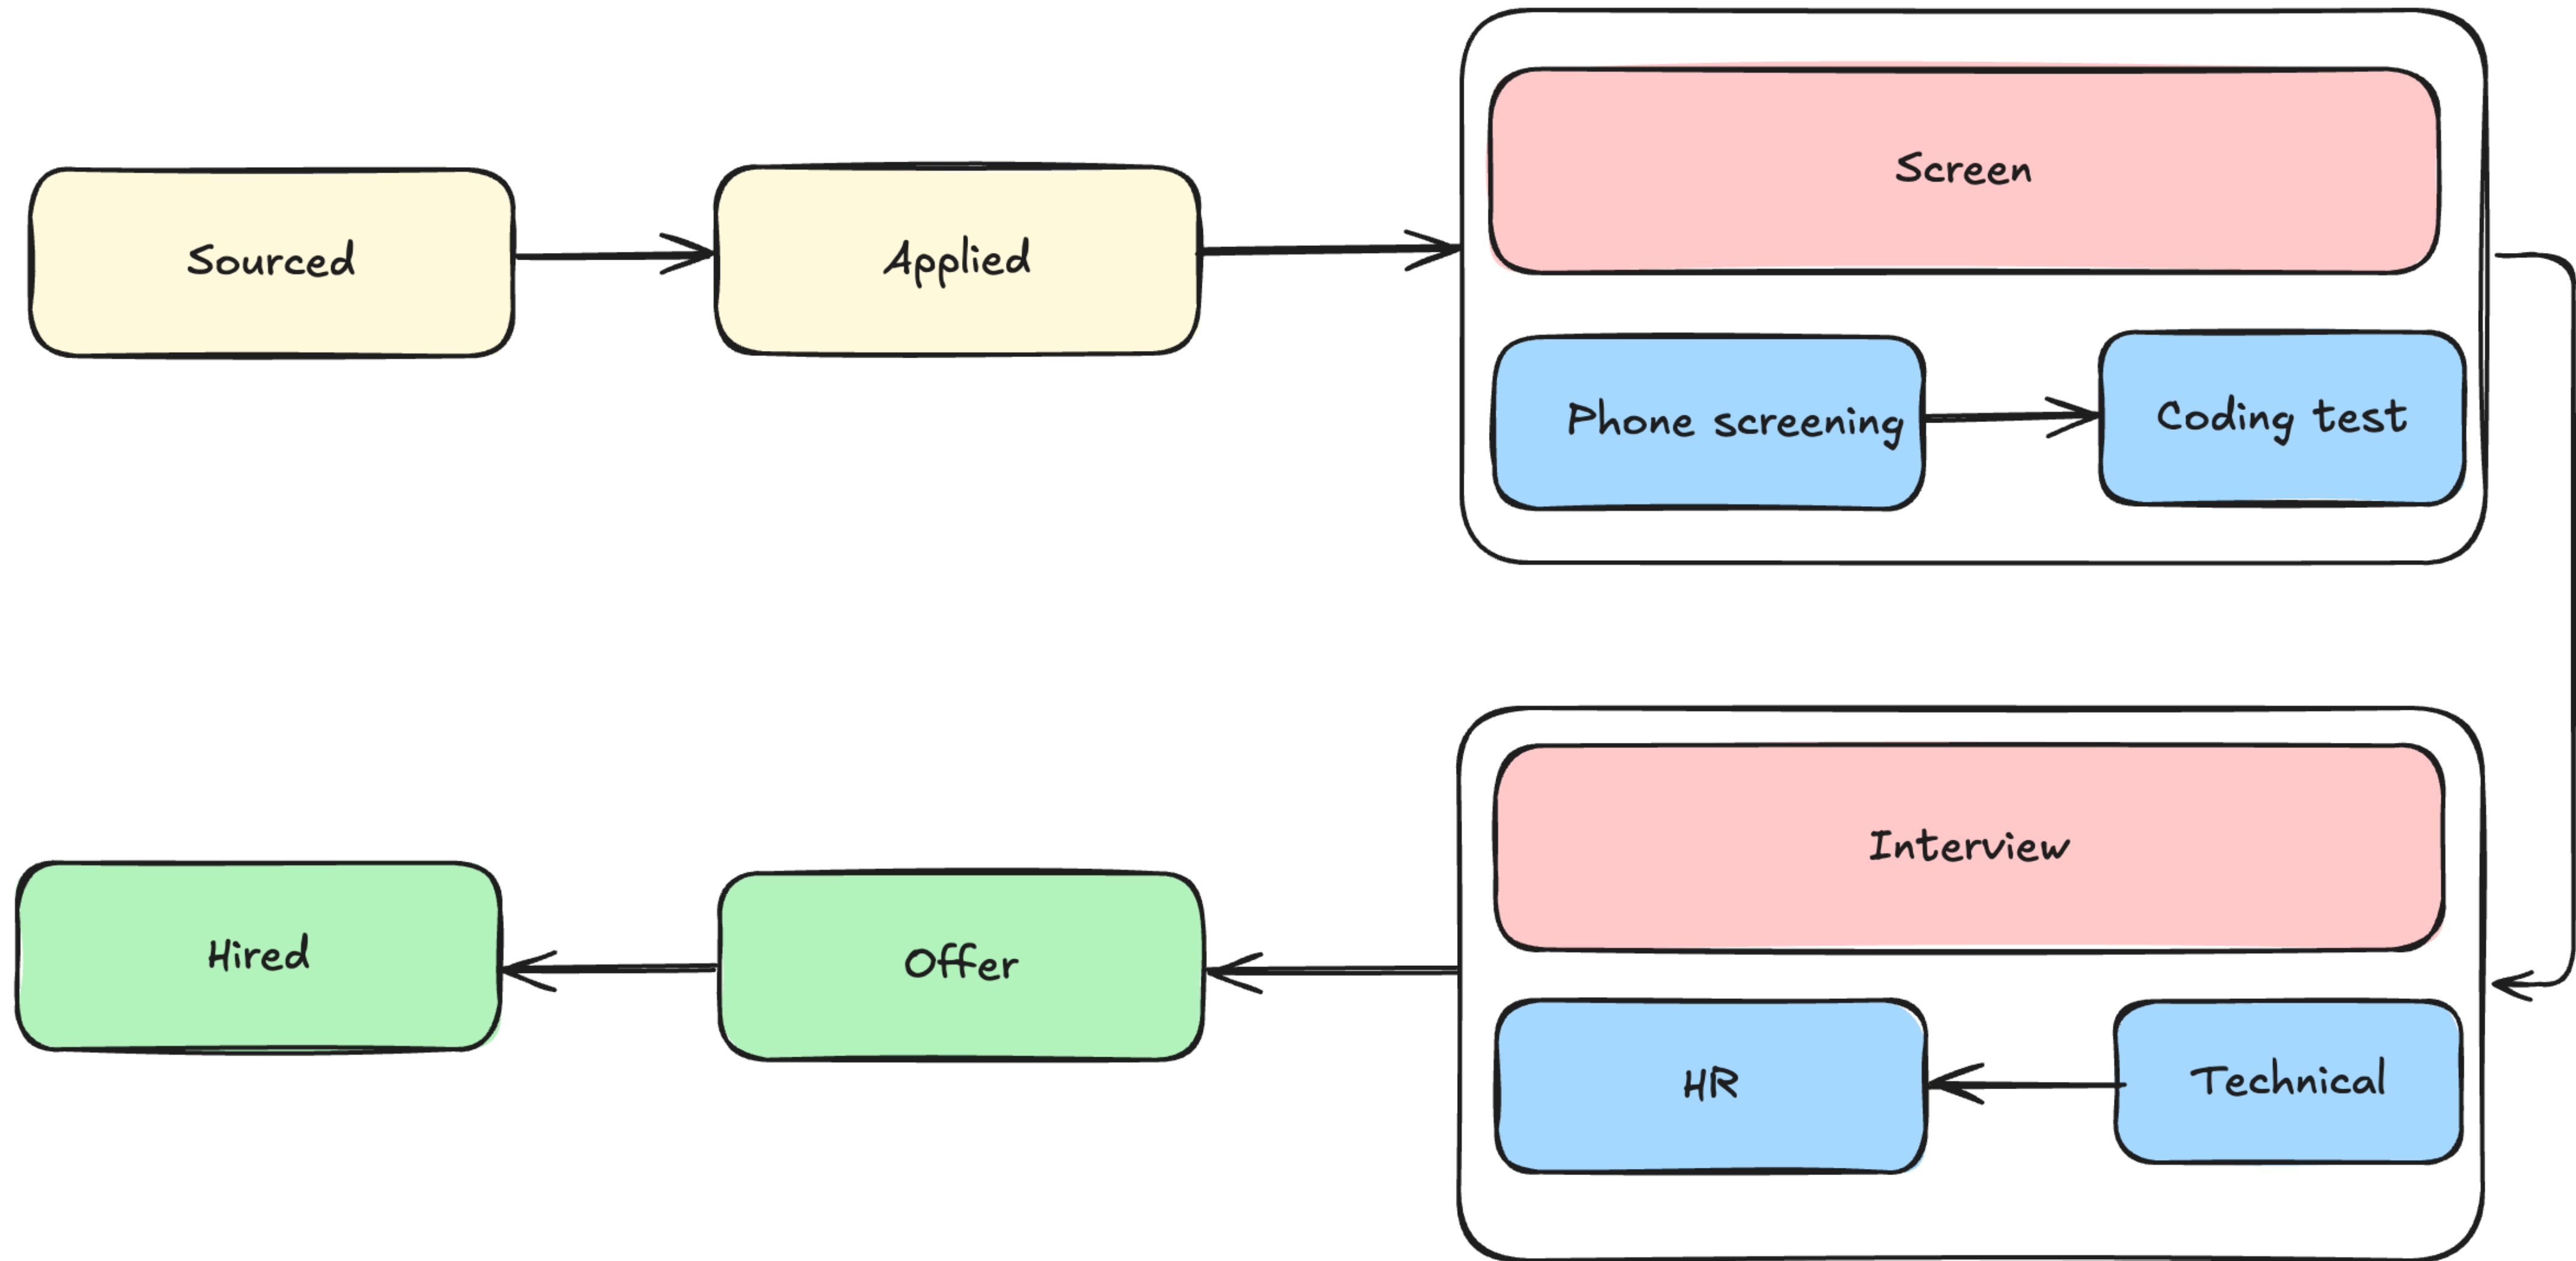 Sourced
Applied
Screen
Phone screening
Coding test
Interview
Technical
HR
Offer
Hired